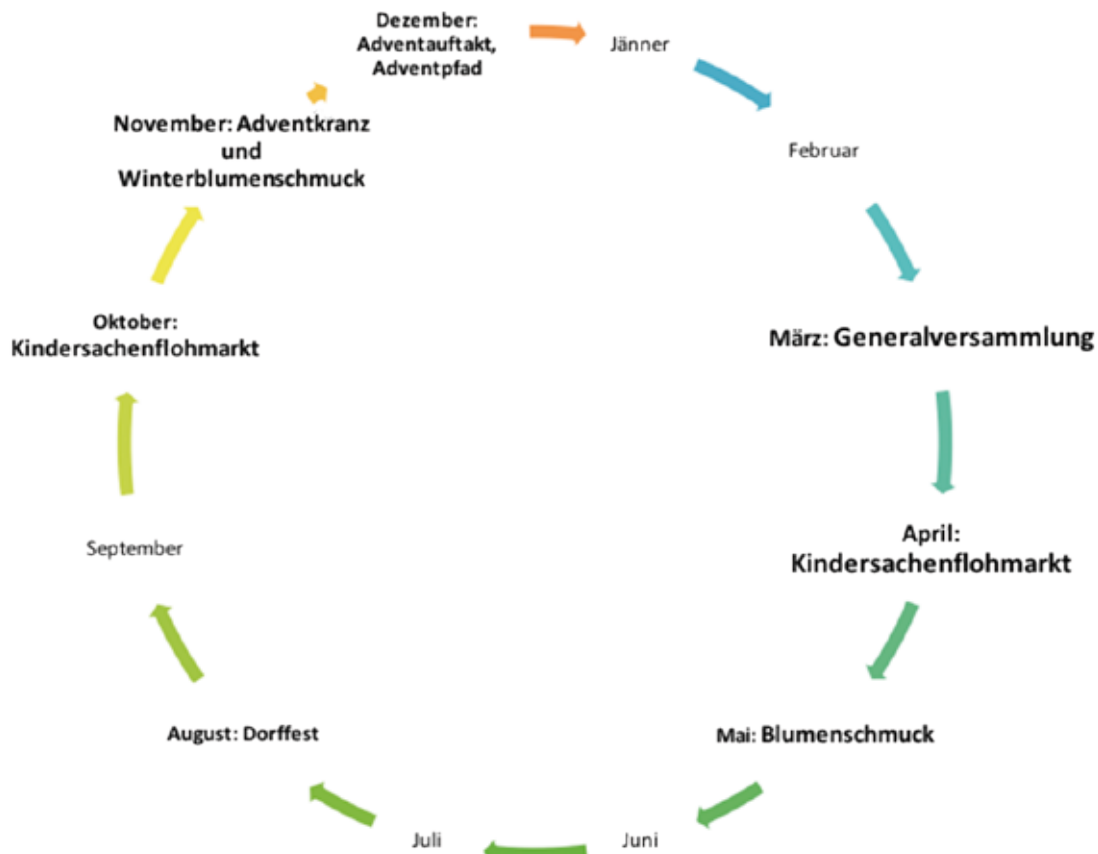 Dezember:
Adventauftakt,
Adventpfad
Jänner
Februar
März: Generalversammlung
April:
Kindersachenflohmarkt
Mai: Blumenschmuck
Juni
Juli
August: Dorffest
September
Oktober:
Kindersachenflohmarkt
November: Adventkranz
und
Winterblumenschmuck